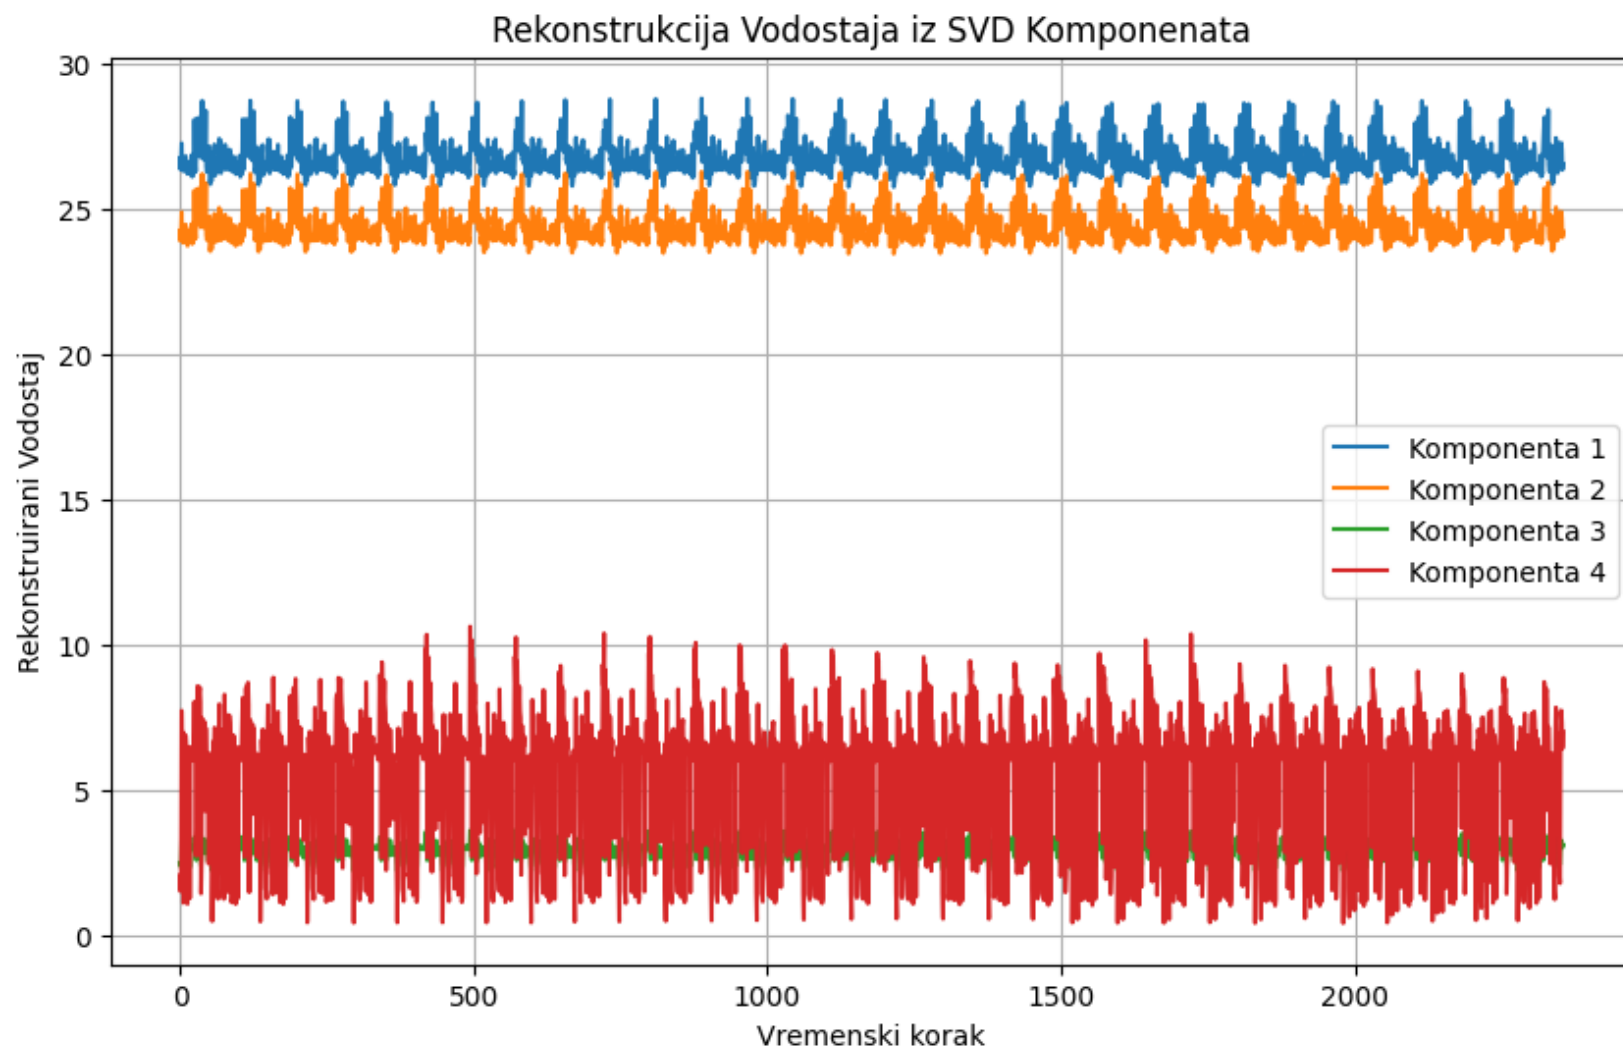 Rekonstrukcija Vodostaja iz SVD Komponenata
Rekonstruirani Vodostaj
30
25
20
15
10
5
0
Komponenta 1
Komponenta 2
Komponenta 3
Komponenta 4
0 500 1000 1500 2000
Vremenski korak